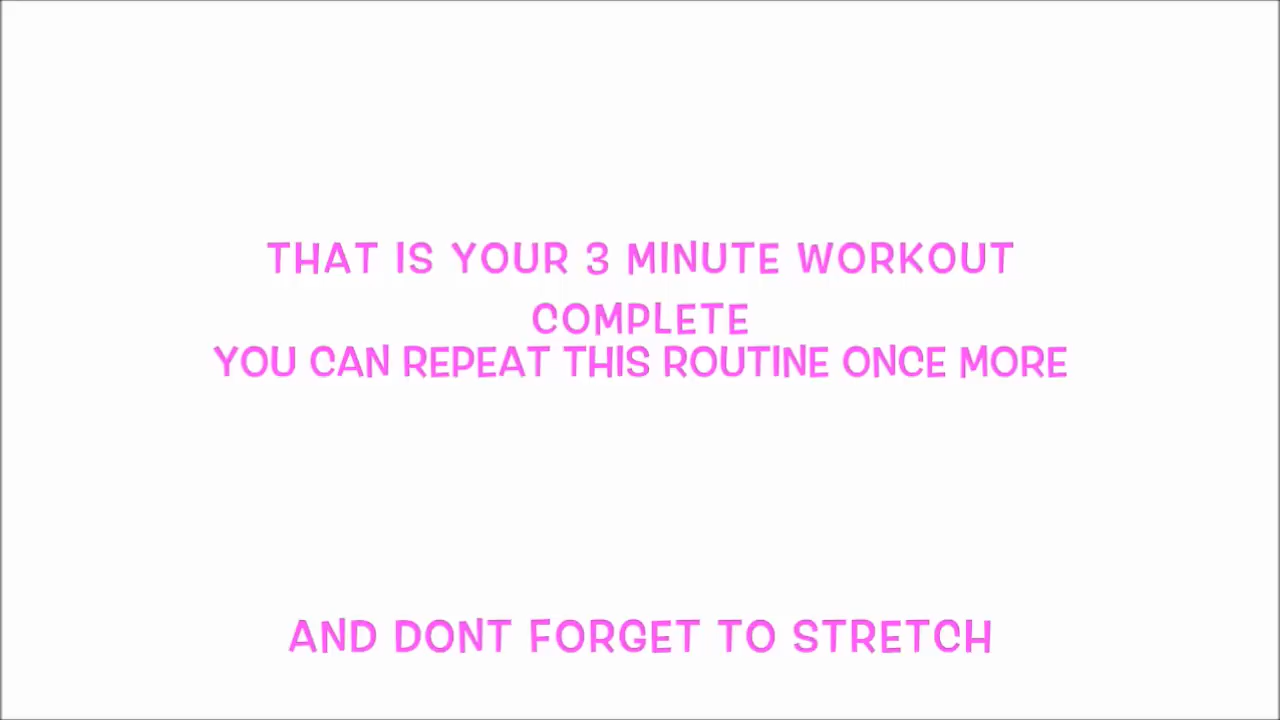 THAT IS YOUR 3 MINUTE WORKOUT
COMPLETE
YOU CAN REPEAT THIS ROUTINE ONCE MORE
AND DONT FORGET TO STRETCH